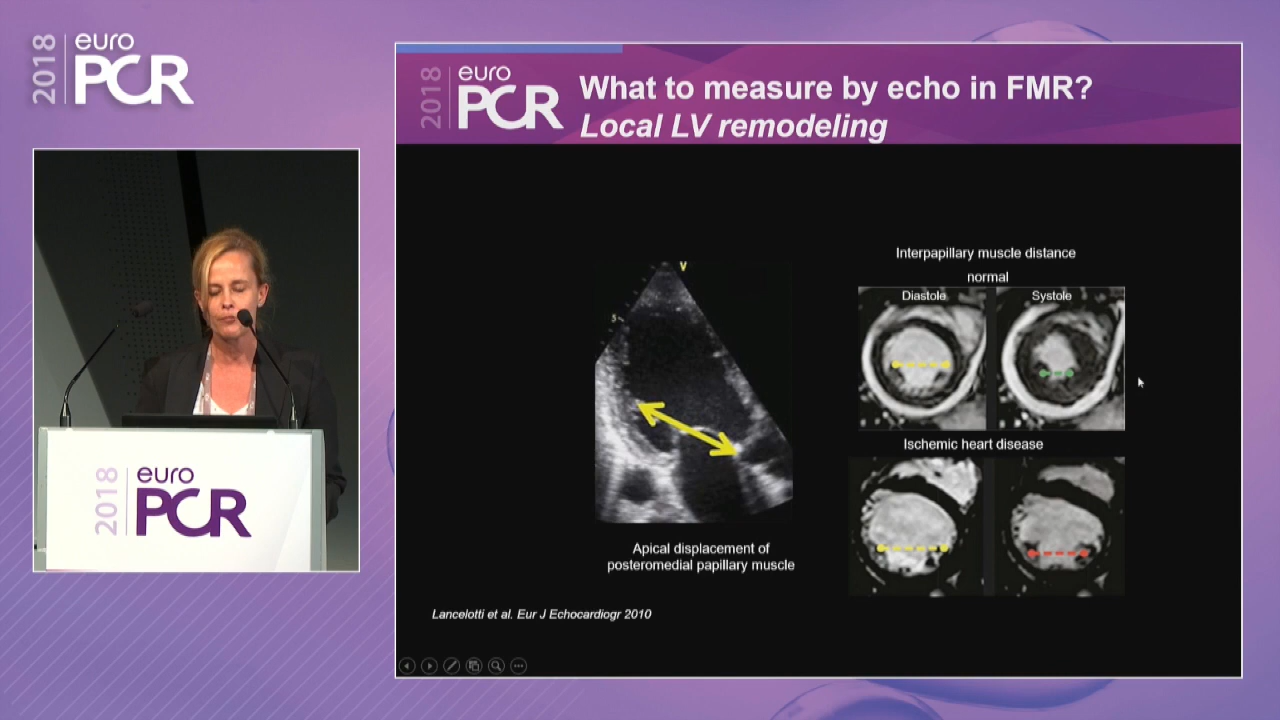 2018 euro PCR
2018 euro PCR
What to measure by echo in FMR?
Local LV remodeling
Interpapillary muscle distance
normal
Diastole Systole
V
5
Ischemic heart disease
Apical displacement of
posteromedial papillary muscle
Lancelotti et al. Eur J Echocardiogr 2010
2018 euro PCR